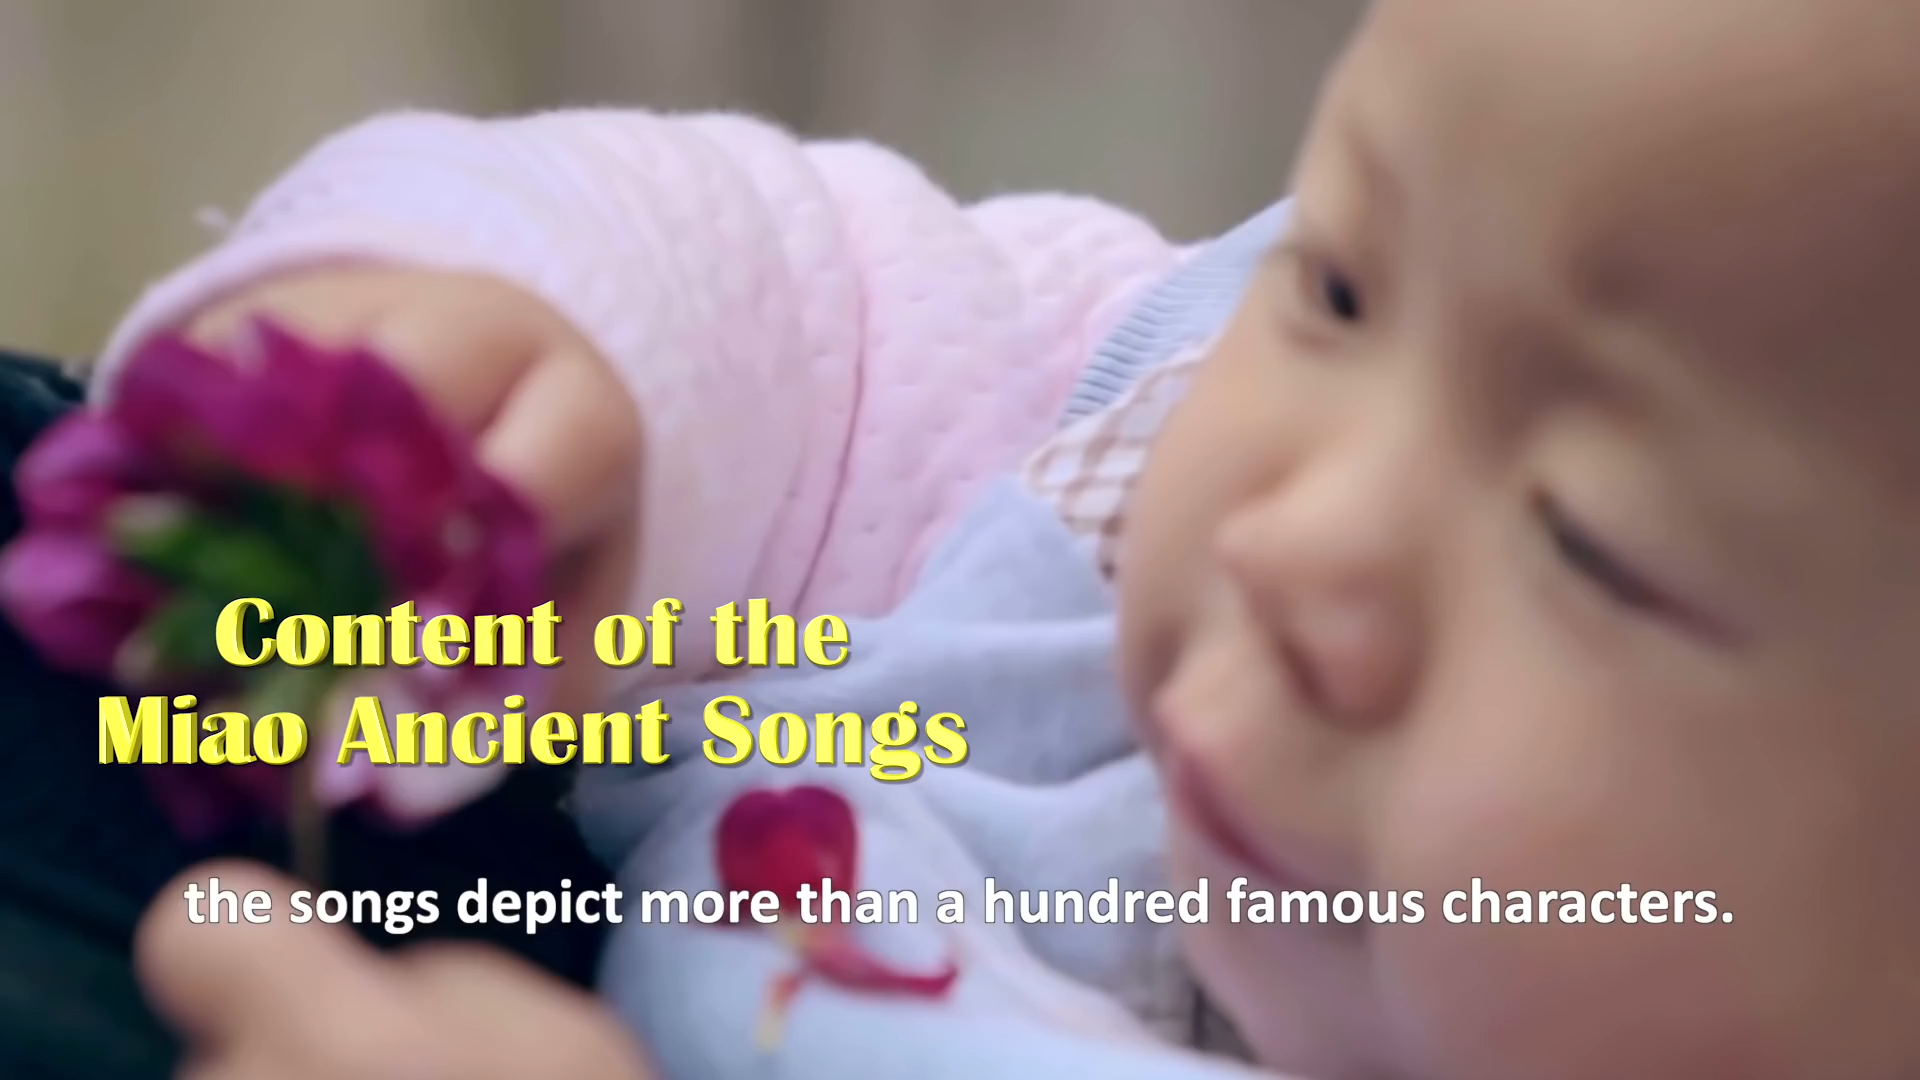 Content of the
Miao Ancient Songs
the songs depict more than a hundred famous characters.